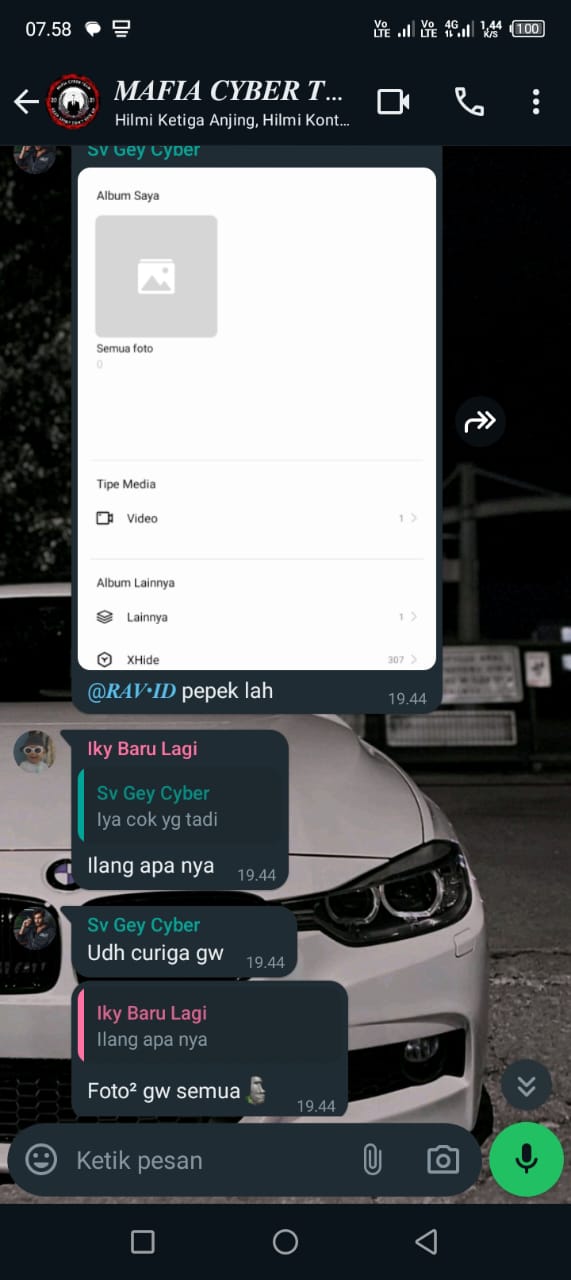 07.58
Vo LTE Vo LTE 4G 1,44 K/s 100
MAFIA CYBER T...
Hilmi Ketiga Anjing, Hilmi Kont...
Sv Gey Cyber
Album Saya
Semua foto
0
Tipe Media
Video 1
Album Lainnya
Lainnya 1
XHide 307
@RAV•ID pepek lah
19.44
Iky Baru Lagi
Sv Gey Cyber
Iya cok yg tadi
Ilang apa nya 19.44
Sv Gey Cyber
Udh curiga gw 19.44
Iky Baru Lagi
Ilang apa nya
Foto² gw semua🗿
19.44
Ketik pesan